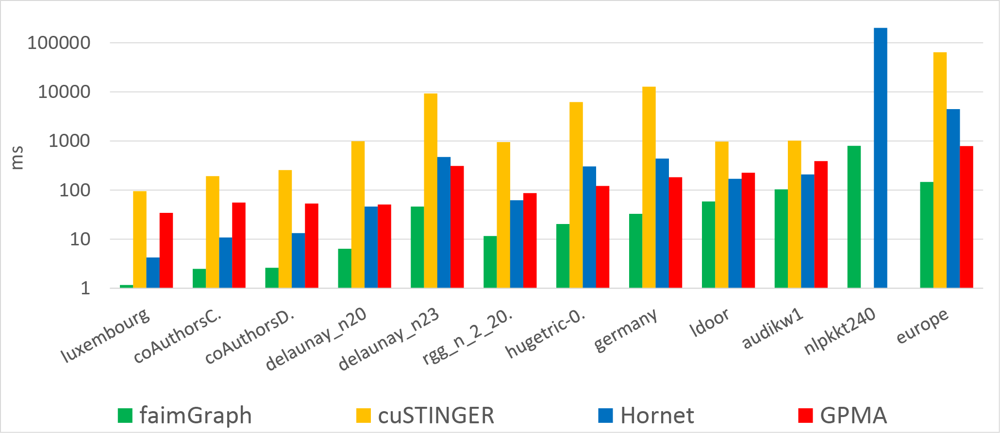 100000
10000
1000
100
10
1
ms
luxembourg
coAuthorsC.
coAuthorsD.
delaunay_n20
delaunay_n23
rgg_n_2_20.
hugetric-0.
germany
ldoor
audikw1
nlpkkt240
europe
faimGraph
cuSTINGER
Hornet
GPMA